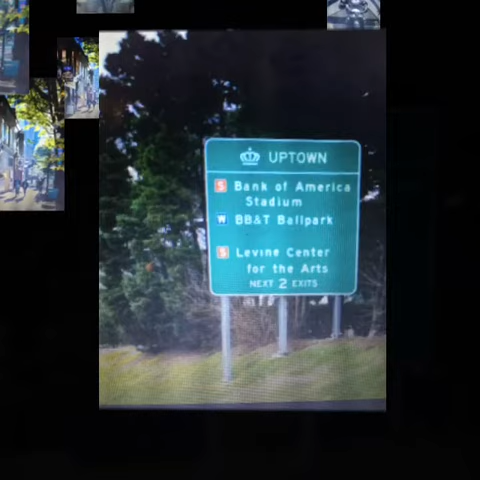 UPTOWN
S Bank of America
Stadium
W BB&T Ballpark
S Levine Center
for the Arts
NEXT 2 EXITS